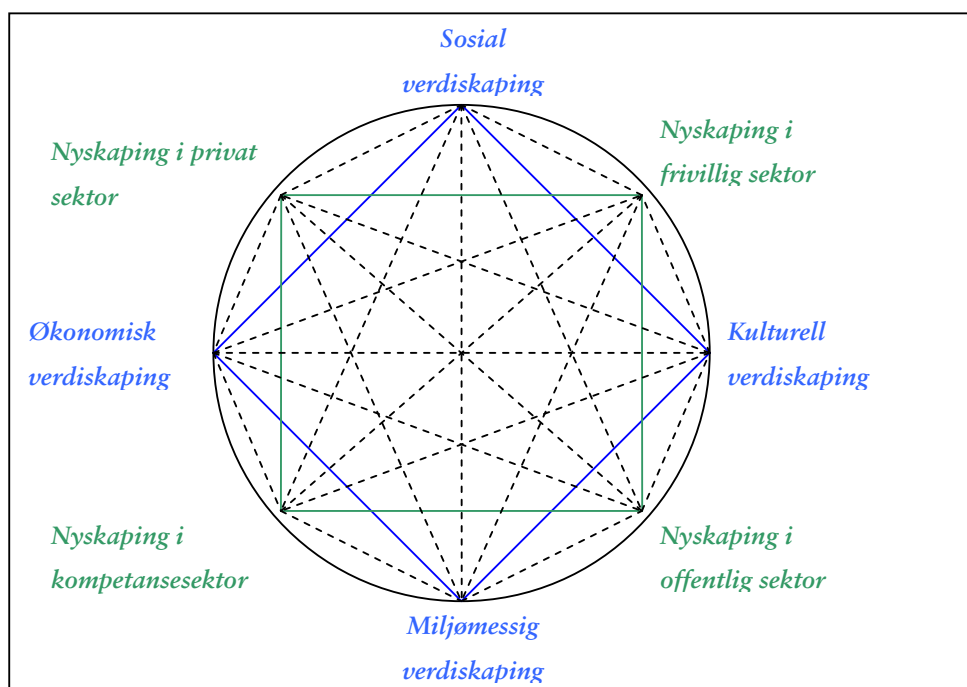 Sosial
verdiskaping
Nyskaping i privat
sektor
Nyskaping i
frivillig sektor
Økonomisk
verdiskaping
Kulturell
verdiskaping
Nyskaping i
kompetansesektor
Nyskaping i
offentlig sektor
Miljømessig
verdiskaping